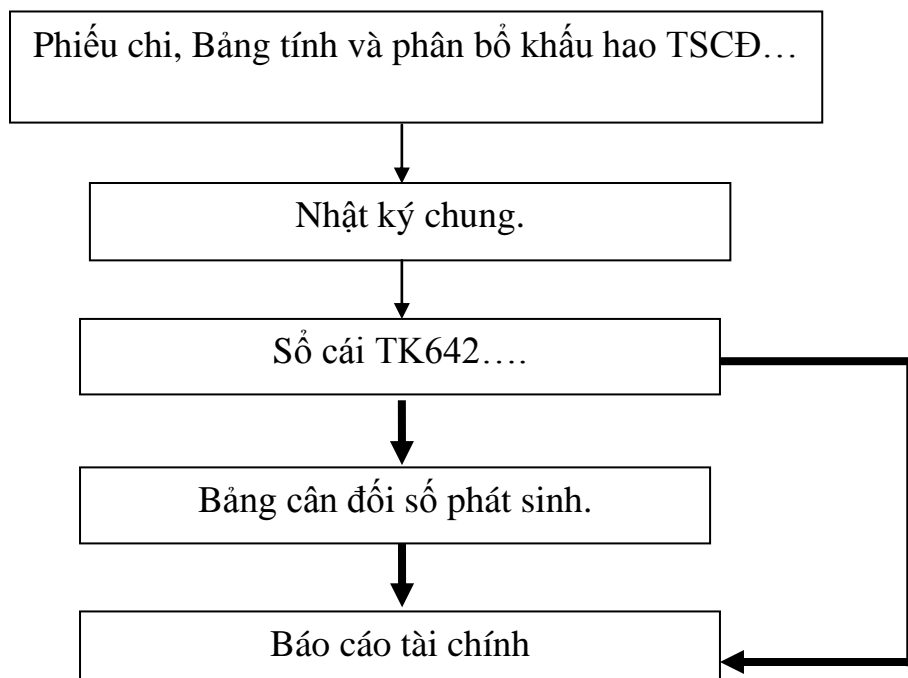 Phiếu chi, Bảng tính và phân bổ khấu hao TSCĐ…
Nhật ký chung.
Sổ cái TK642….
Bảng cân đối số phát sinh.
Báo cáo tài chính